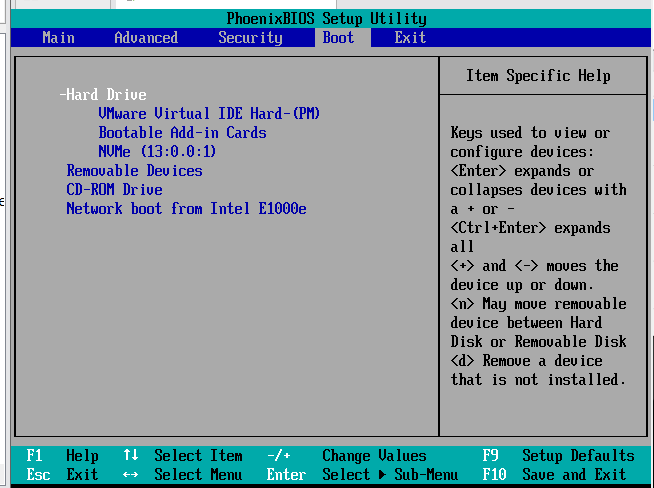 PhoenixBIOS Setup Utility
Main Advanced Security Boot Exit
Item Specific Help
-Hard Drive
VMware Virtual IDE Hard-(PM)
Bootable Add-in Cards
NVMe (13:0.0:1)
Removable Devices
CD-ROM Drive
Network boot from Intel E1000e
Keys used to view or
configure devices:
<Enter> expands or
collapses devices with
a + or -
<Ctrl+Enter> expands
all
<+> and <-> moves the
device up or down.
<n> May move removable
device between Hard
Disk or Removable Disk
<d> Remove a device
that is not installed.
F1 Help ↑↓ Select Item -/+ Change Values F9 Setup Defaults
Esc Exit ↔ Select Menu Enter Select ▶ Sub-Menu F10 Save and Exit